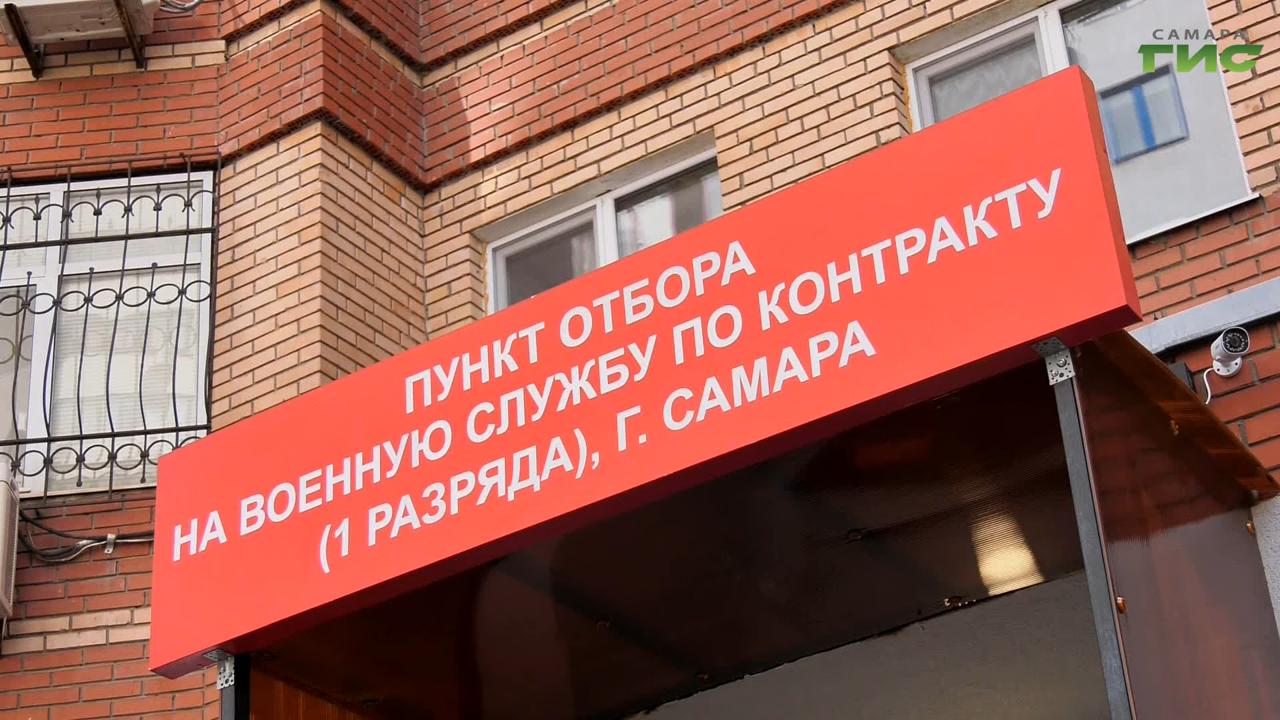 САМАРА
ГИС
ПУНКТ ОТБОРА
НА ВОЕННУЮ СЛУЖБУ ПО КОНТРАКТУ
(1 РАЗРЯДА), Г. САМАРА